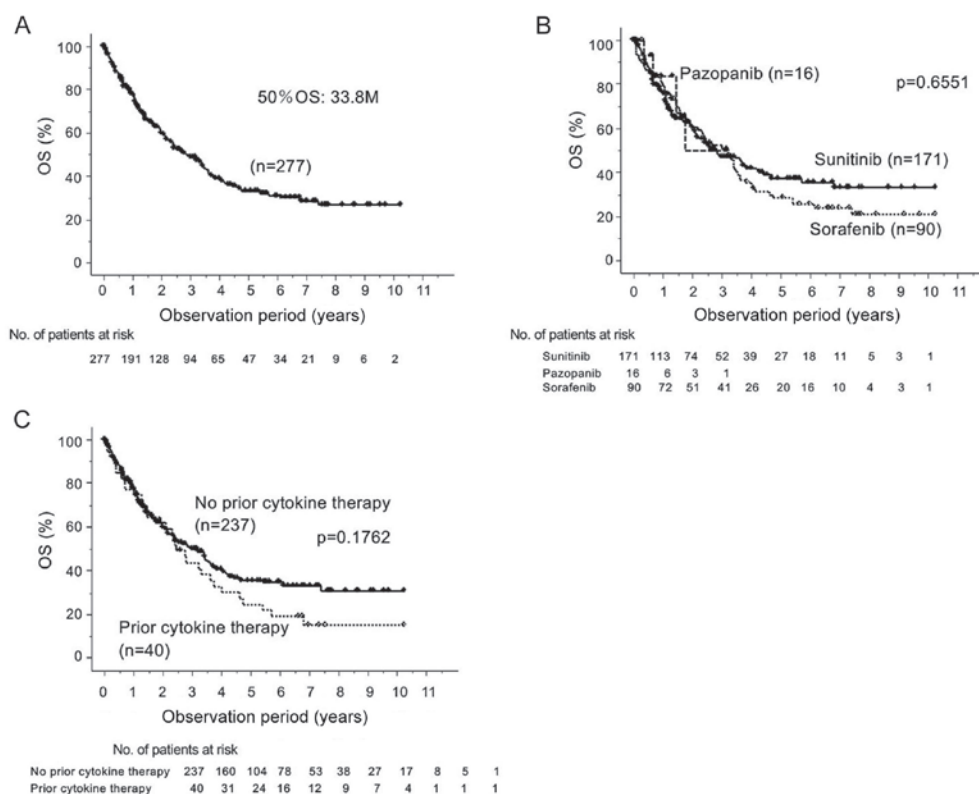 A
100
80
60
40
20
0
OS (%)
50%OS: 33.8M
(n=277)
0 1 2 3 4 5 6 7 8 9 10 11
Observation period (years)
No. of patients at risk
277 191 128 94 65 47 34 21 9 6 2
B
100
80
60
40
20
0
OS (%)
Pazopanib (n=16)
p=0.6551
Sunitinib (n=171)
Sorafenib (n=90)
0 1 2 3 4 5 6 7 8 9 10 11
Observation period (years)
No. of patients at risk
Sunitinib 171 113 74 52 39 27 18 11 5 3 1
Pazopanib 16 6 3 1
Sorafenib 90 72 51 41 26 20 16 10 4 3 1
C
100
80
60
40
20
0
OS (%)
No prior cytokine therapy
(n=237)
p=0.1762
Prior cytokine therapy
(n=40)
0 1 2 3 4 5 6 7 8 9 10 11
Observation period (years)
No. of patients at risk
No prior cytokine therapy 237 160 104 78 53 38 27 17 8 5 1
Prior cytokine therapy 40 31 24 16 12 9 7 4 1 1 1